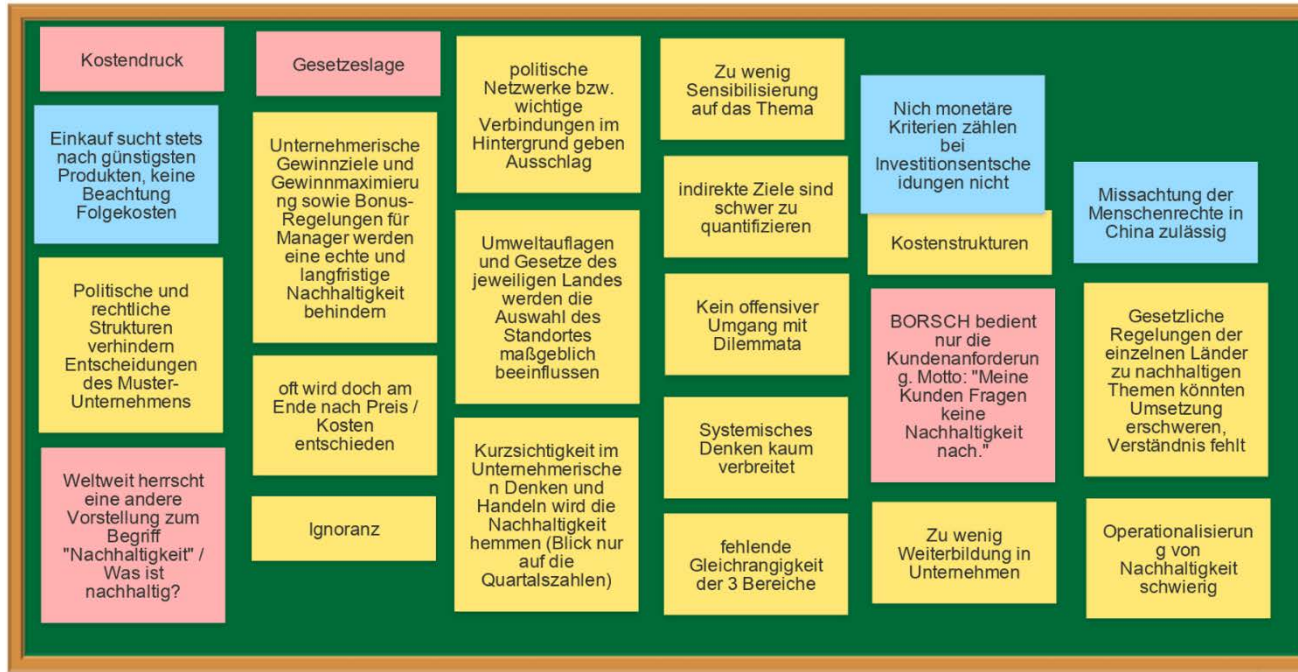 Kostendruck
Einkauf sucht stets
nach günstigsten
Produkten, keine
Beachtung
Folgekosten
Politische und
rechtliche
Strukturen
verhindern
Entscheidungen
des Muster-
Unternehmens
Weltweit herrscht
eine andere
Vorstellung zum
Begriff
"Nachhaltigkeit" /
Was ist
nachhaltig?
Gesetzeslage
Unternehmerische
Gewinnziele und
Gewinnmaximieru
ng sowie Bonus-
Regelungen für
Manager werden
eine echte und
langfristige
Nachhaltigkeit
behindern
oft wird doch am
Ende nach Preis /
Kosten
entschieden
Ignoranz
politische
Netzwerke bzw.
wichtige
Verbindungen im
Hintergrund geben
Ausschlag
Umweltauflagen
und Gesetze des
jeweiligen Landes
werden die
Auswahl des
Standortes
maßgeblich
beeinflussen
Kurzsichtigkeit im
Unternehmerische
n Denken und
Handeln wird die
Nachhaltigkeit
hemmen (Blick nur
auf die
Quartalszahlen)
Zu wenig
Sensibilisierung
auf das Thema
indirekte Ziele sind
schwer zu
quantifizieren
Kein offensiver
Umgang mit
Dilemmata
Systemisches
Denken kaum
verbreitet
fehlende
Gleichrangigkeit
der 3 Bereiche
Nich monetäre
Kriterien zählen
bei
Investitionsentsche
idungen nicht
Kostenstrukturen
BORSCH bedient
nur die
Kundenanforderun
g. Motto: "Meine
Kunden Fragen
keine
Nachhaltigkeit
nach."
Zu wenig
Weiterbildung in
Unternehmen
Missachtung der
Menschenrechte in
China zulässig
Gesetzliche
Regelungen der
einzelnen Länder
zu nachhaltigen
Themen könnten
Umsetzung
erschweren,
Verständnis fehlt
Operationalisierun
g von
Nachhaltigkeit
schwierig